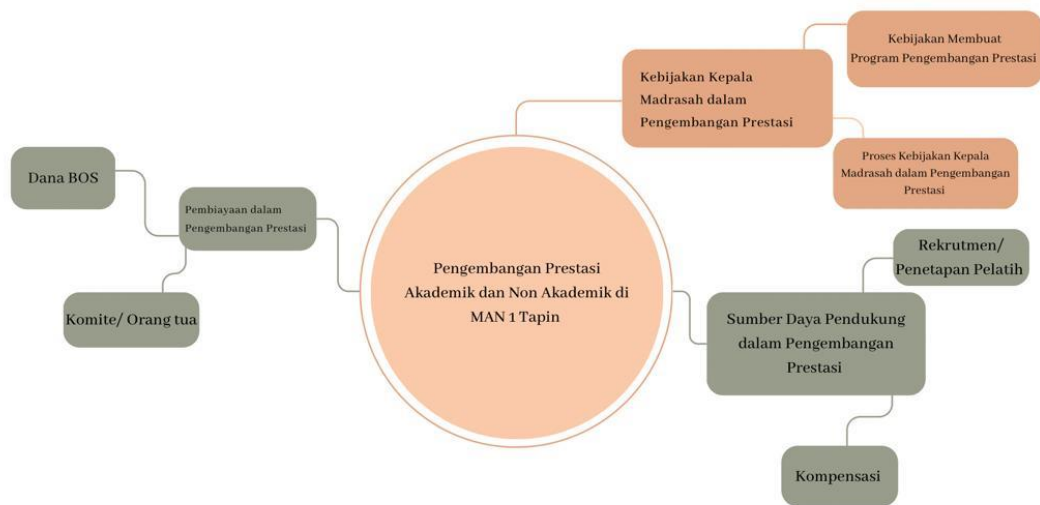 Kebijakan Membuat
Program Pengembangan Prestasi
Kebijakan Kepala
Madrasah dalam
Pengembangan Prestasi
Proses Kebijakan Kepala
Madrasah dalam Pengembangan
Prestasi
Dana BOS
Pembiayaan dalam
Pengembangan Prestasi
Komite/ Orang tua
Pengembangan Prestasi
Akademik dan Non Akademik di
MAN 1 Tapin
Rekrutmen/
Penetapan Pelatih
Sumber Daya Pendukung
dalam Pengembangan
Prestasi
Kompensasi